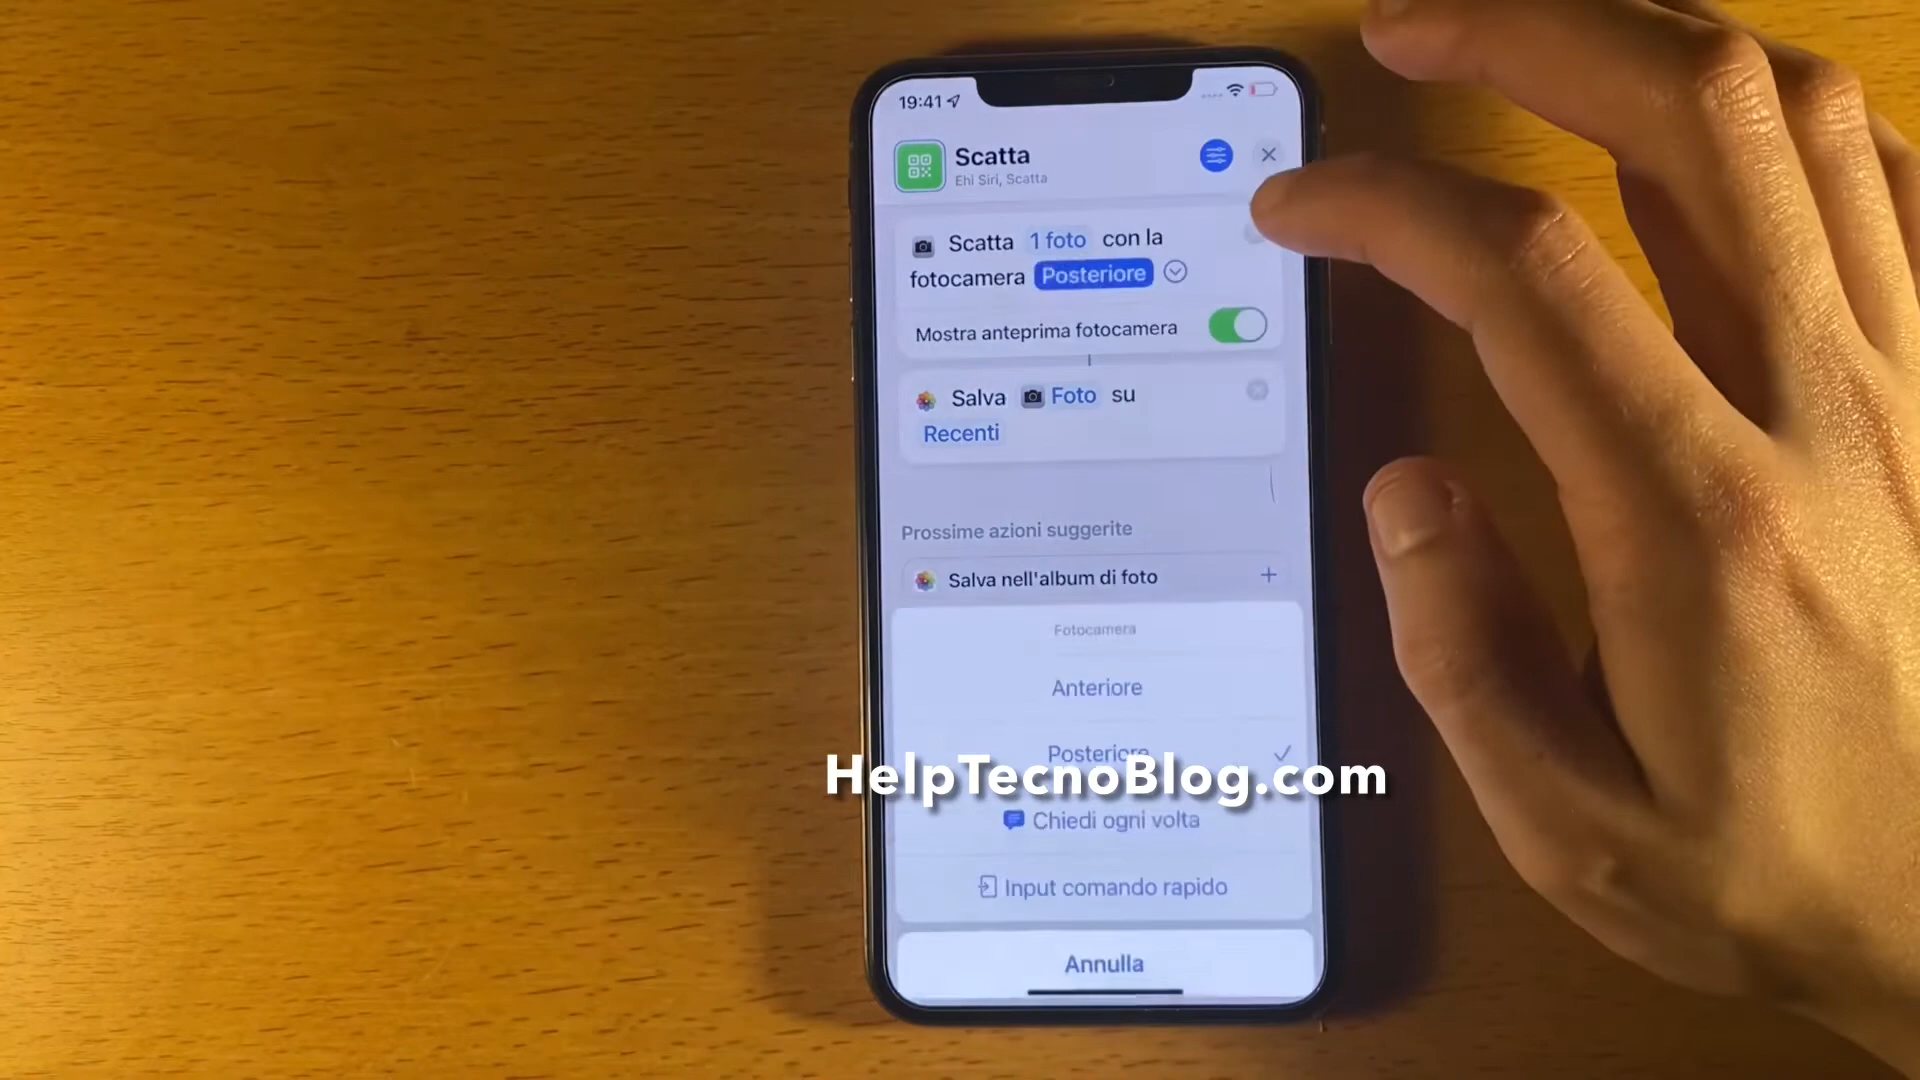 19:41
Scatta
Ehi Siri, Scatta
Scatta 1 foto con la
fotocamera Posteriore
Mostra anteprima fotocamera
Salva Foto su
Recenti
Prossime azioni suggerite
Salva nell'album di foto
Fotocamera
Anteriore
Posteriore
HelpTecnoBlog.com
Chiedi ogni volta
Input comando rapido
Annulla